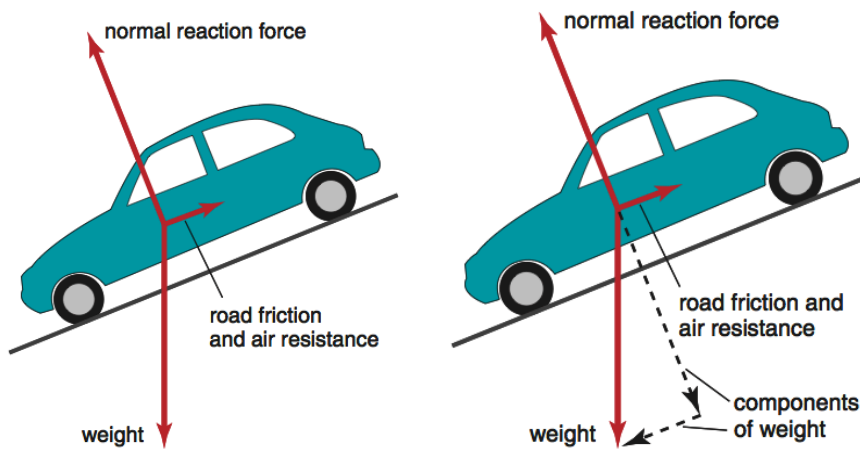 normal reaction force
road friction
and air resistance
weight
normal reaction force
road friction and
air resistance
components
of weight
weight